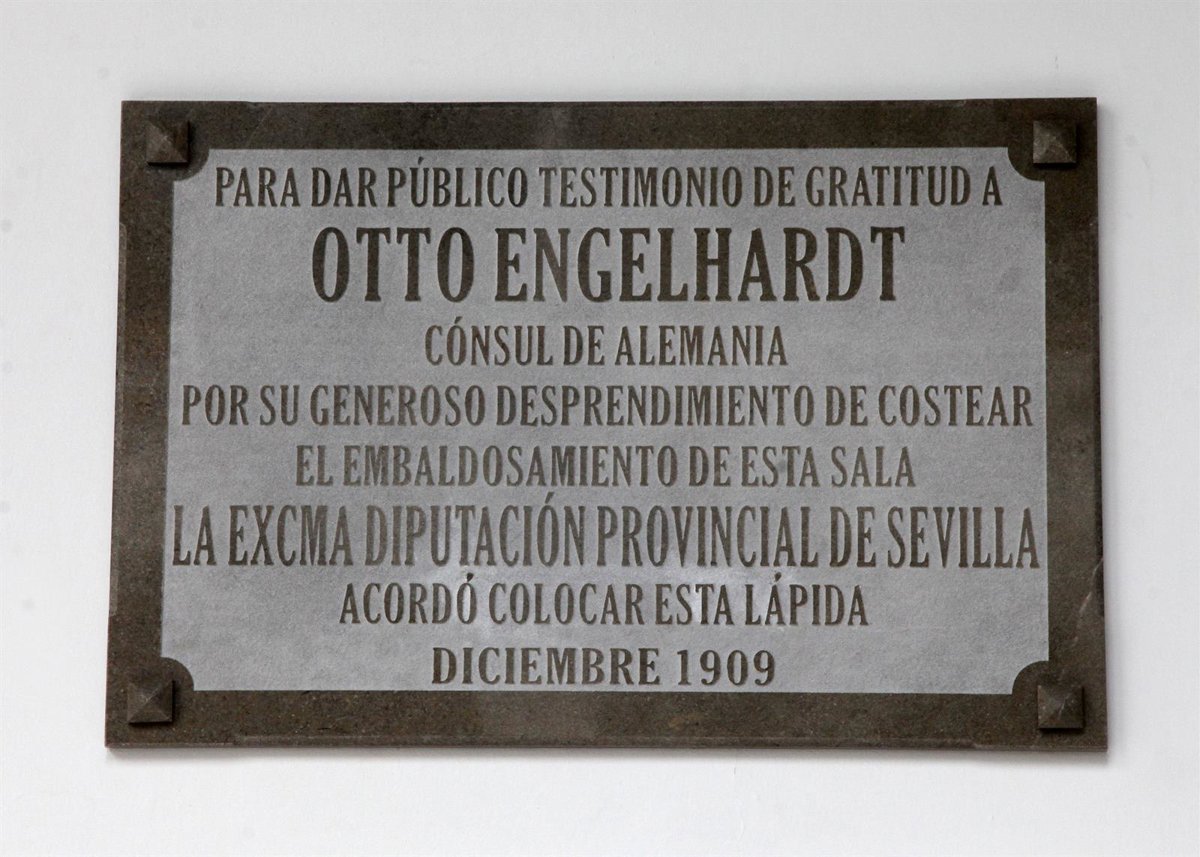 PARA DAR PÚBLICO TESTIMONIO DE GRATITUD A
OTTO ENGELHARDT
CÓNSUL DE ALEMANIA
POR SU GENEROSO DESPRENDIMIENTO DE COSTEAR
EL EMBALDOSAMIENTO DE ESTA SALA
LA EXCMA DIPUTACIÓN PROVINCIAL DE SEVILLA
ACORDÓ COLOCAR ESTA LÁPIDA
DICIEMBRE 1909